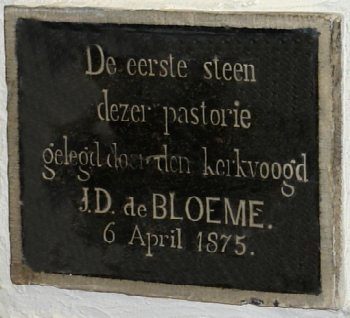 De eerste steen
dezer pastorie
gelegd door den kerkvoogd
J.D. de BLOEME.
6 April 1875.